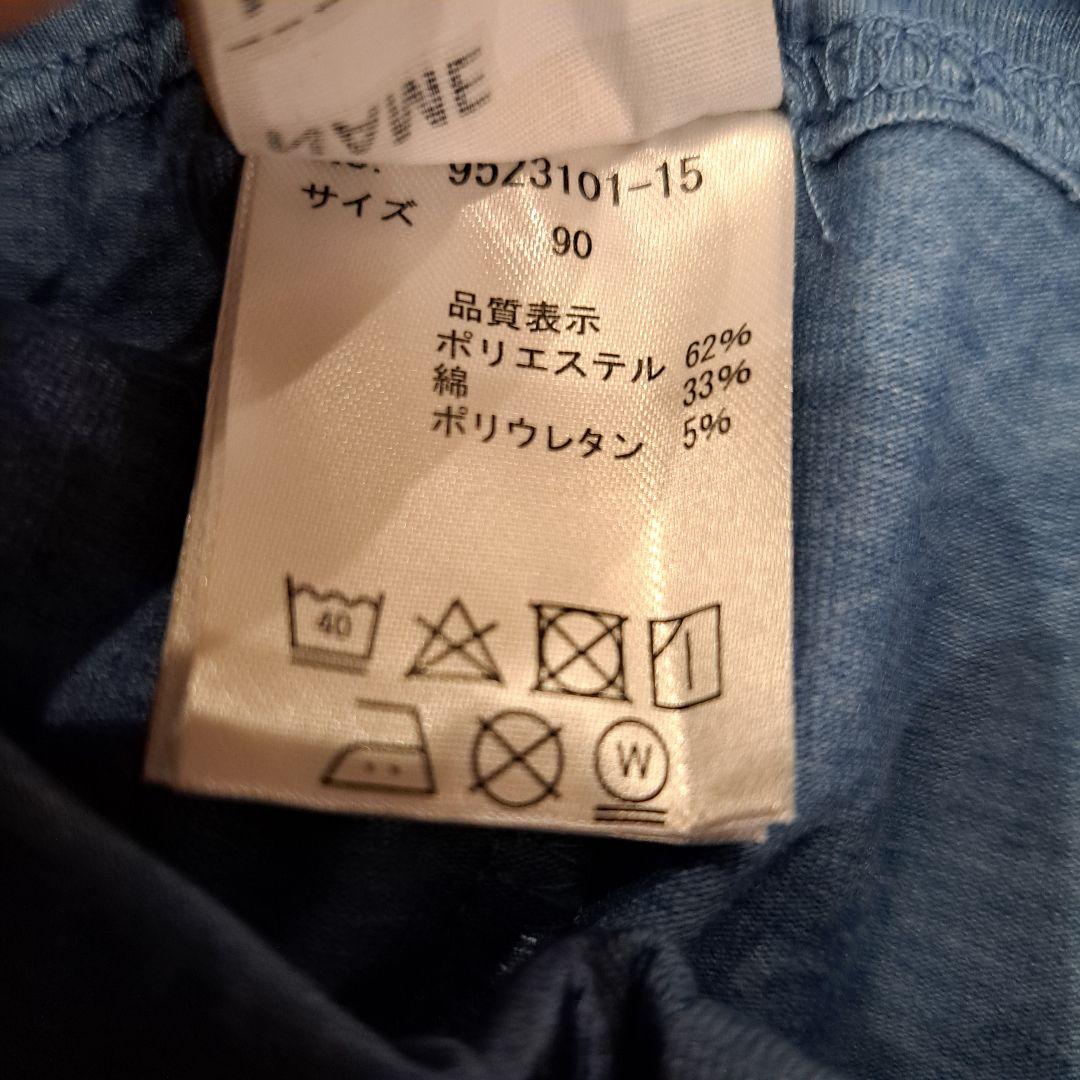 NAME
9523101-15
サイズ
90
品質表示
ポリエステル 62%
綿 33%
ポリウレタン 5%
40
W